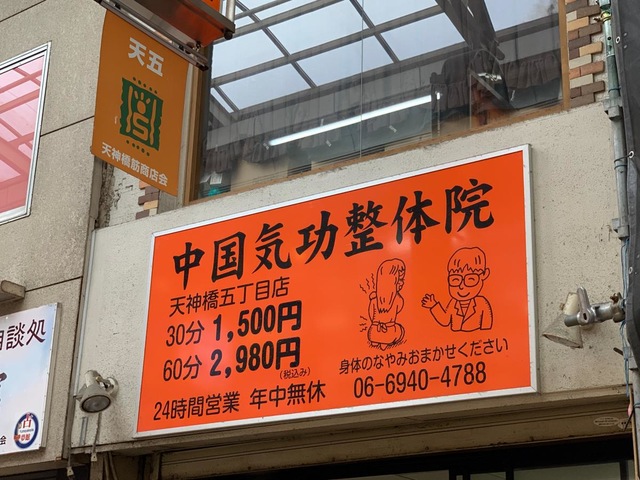 天五
天神橋筋商店会
中国気功整体院
天神橋五丁目店
30分 1,500円
60分 2,980円
(税込み)
24時間営業 年中無休
身体のなやみおまかせください
06-6940-4788
相談処